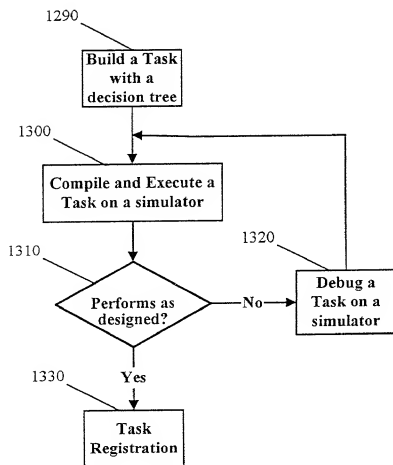 1290
Build a Task
with a
decision tree
1300
Compile and Execute a
Task on a simulator
1310
Performs as
designed?
No
1320
Debug a
Task on a
simulator
Yes
1330
Task
Registration